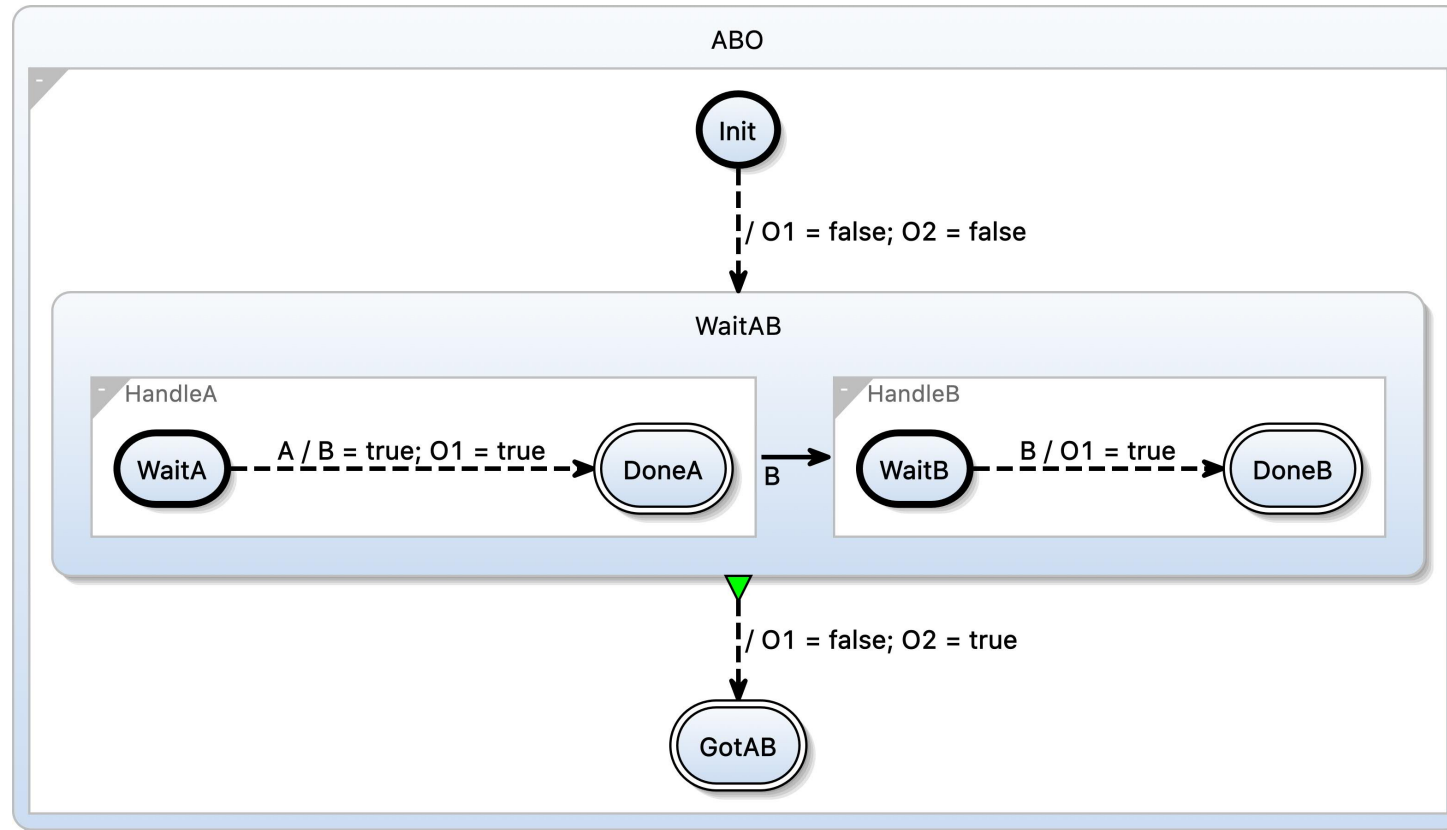 ABO
-
Init
/ O1 = false; O2 = false
WaitAB
- HandleA
- HandleB
WaitA
A / B = true; O1 = true
DoneA
B
WaitB
B / O1 = true
DoneB
/ O1 = false; O2 = true
GotAB